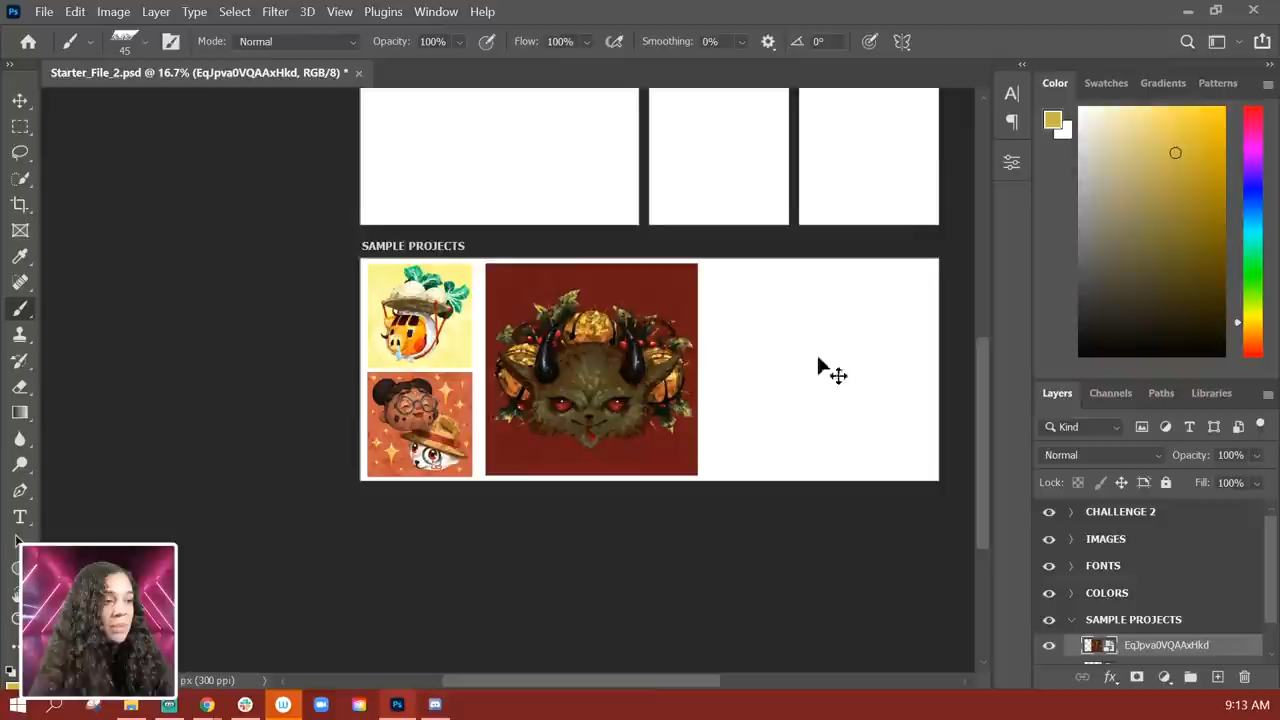 Ps File Edit Image Layer Type Select Filter 3D View Plugins Window Help
45 Mode: Normal Opacity: 100% Flow: 100% Smoothing: 0% 0°
Starter_File_2.psd @ 16.7% (EqJpva0VQAAxHkd, RGB/8) *
Color Swatches Gradients Patterns
SAMPLE PROJECTS
Layers Channels Paths Libraries
Kind
Normal Opacity: 100%
Lock: Fill: 100%
CHALLENGE 2
IMAGES
FONTS
COLORS
SAMPLE PROJECTS
EqJpva0VQAAxHkd
px (300 ppi)
9:13 AM